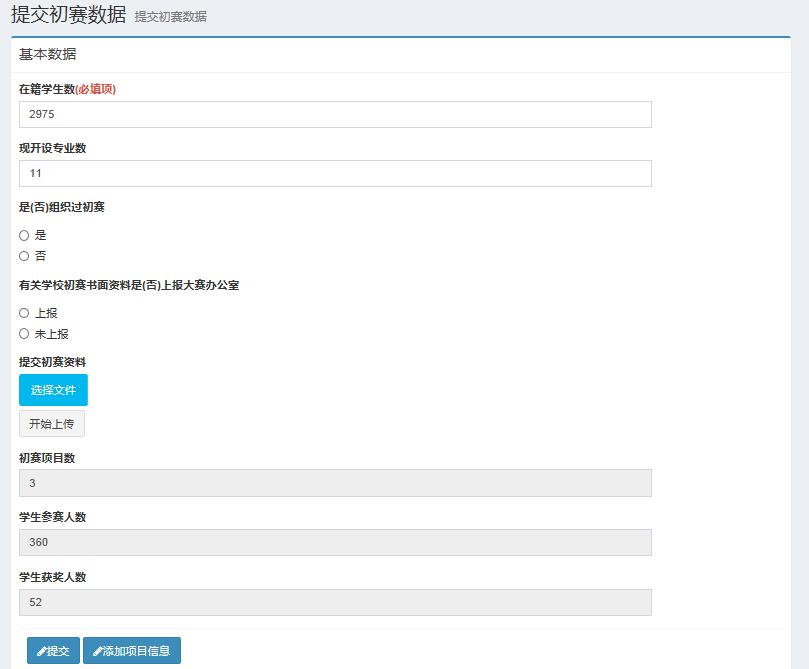 提交初赛数据 提交初赛数据
基本数据
在籍学生数(必填项)
2975
现开设专业数
11
是(否)组织过初赛
是
否
有关学校初赛书面资料是(否)上报大赛办公室
上报
未上报
提交初赛资料
选择文件
开始上传
初赛项目数
3
学生参赛人数
360
学生获奖人数
52
提交 添加项目信息